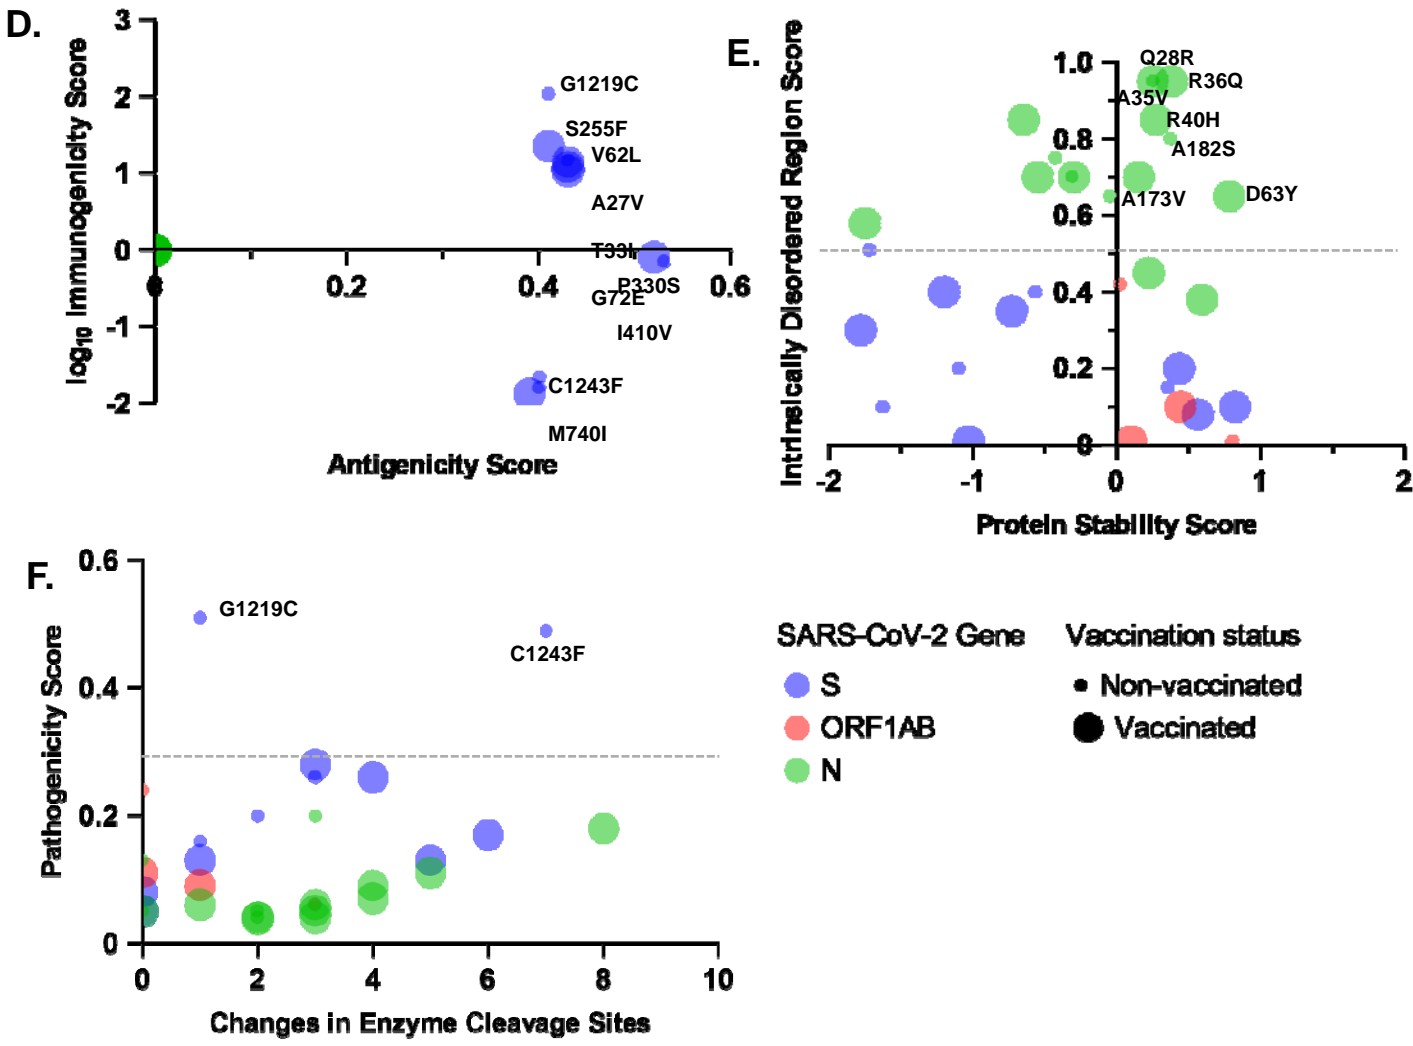 D.
log10 Immunogenicity Score
3
2
1
0
-1
-2
0
0.2
0.4
0.6
G1219C
S255F
V62L
A27V
T33I
P330S
G72E
I410V
C1243F
M740I
Antigenicity Score
E.
Intrinsically Disordered Region Score
1.0
0.8
0.6
0.4
0.2
0
-2
-1
0
1
2
Q28R
R36Q
A35V
R40H
A182S
A173V
D63Y
Protein Stability Score
F.
Pathogenicity Score
0.6
0.4
0.2
0
0
2
4
6
8
10
G1219C
C1243F
Changes in Enzyme Cleavage Sites
SARS-CoV-2 Gene
S
ORF1AB
N
Vaccination status
Non-vaccinated
Vaccinated